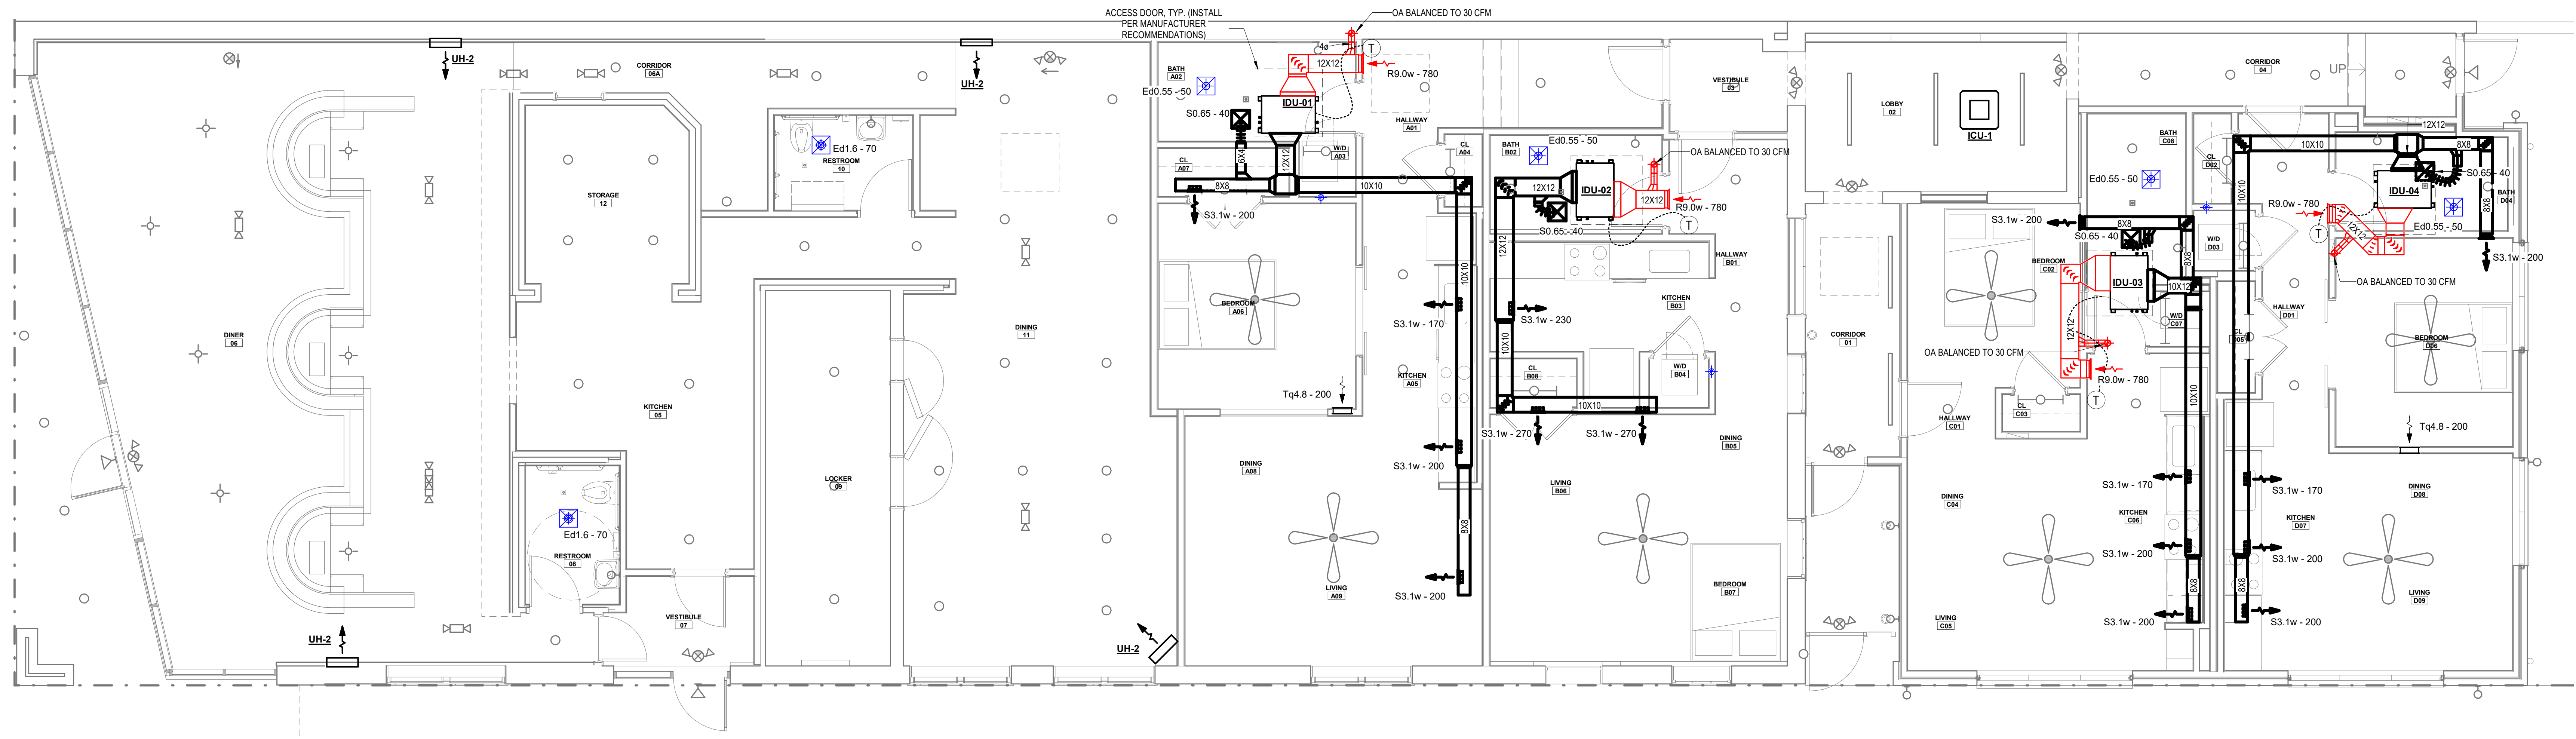 ACCESS DOOR, TYP. (INSTALL
PER MANUFACTURER
RECOMMENDATIONS)
OA BALANCED TO 30 CFM
4ø
T
12X12
R9.0w - 780
UH-2
CORRIDOR
06A
UH-2
BATH
A02
Ed0.55 - 50
IDU-01
S0.65 - 40
HALLWAY
A01
VESTIBULE
03
LOBBY
02
ICU-1
CORRIDOR
04
UP
Ed1.6 - 70
RESTROOM
10
STORAGE
12
CL
A07
6X4
12X12
W/D
A03
CL
A04
8X8
10X10
S3.1w - 200
BATH
B02
Ed0.55 - 50
OA BALANCED TO 30 CFM
IDU-02
12X12
12X12
R9.0w - 780
S0.65 - 40
T
12X12
HALLWAY
B01
BATH
C08
Ed0.55 - 50
CL
D02
10X10
12X12
8X8
S0.65 - 40
IDU-04
BATH
D04
8X8
Ed0.55 - 50
R9.0w - 780
T
12X12
S3.1w - 200
OA BALANCED TO 30 CFM
10X10
S3.1w - 200
8X8
S0.65 - 40
W/D
D03
BEDROOM
C02
IDU-03
8X8
10X12
12X12
W/D
C07
OA BALANCED TO 30 CFM
R9.0w - 780
T
DINER
06
DINING
11
BEDROOM
A06
10X10
S3.1w - 170
S3.1w - 230
KITCHEN
B03
10X10
CORRIDOR
01
HALLWAY
D01
CL
D05
BEDROOM
D06
KITCHEN
05
Tq4.8 - 200
KITCHEN
A05
CL
B08
W/D
B04
10X10
CL
C03
HALLWAY
C01
10X10
Tq4.8 - 200
S3.1w - 200
S3.1w - 270
S3.1w - 270
DINING
B05
LOCKER
09
DINING
A08
LIVING
B06
DINING
C04
S3.1w - 170
KITCHEN
C06
S3.1w - 170
DINING
D08
KITCHEN
D07
Ed1.6 - 70
RESTROOM
08
8X8
S3.1w - 200
S3.1w - 200
S3.1w - 200
LIVING
A09
BEDROOM
B07
8X8
8X8
LIVING
D09
VESTIBULE
07
LIVING
C05
S3.1w - 200
S3.1w - 200
UH-2
UH-2